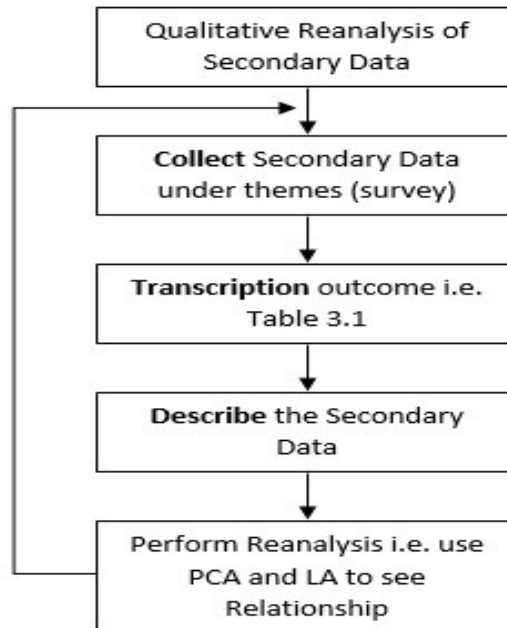 Qualitative Reanalysis of
Secondary Data
Collect Secondary Data
under themes (survey)
Transcription outcome i.e.
Table 3.1
Describe the Secondary
Data
Perform Reanalysis i.e. use
PCA and LA to see
Relationship